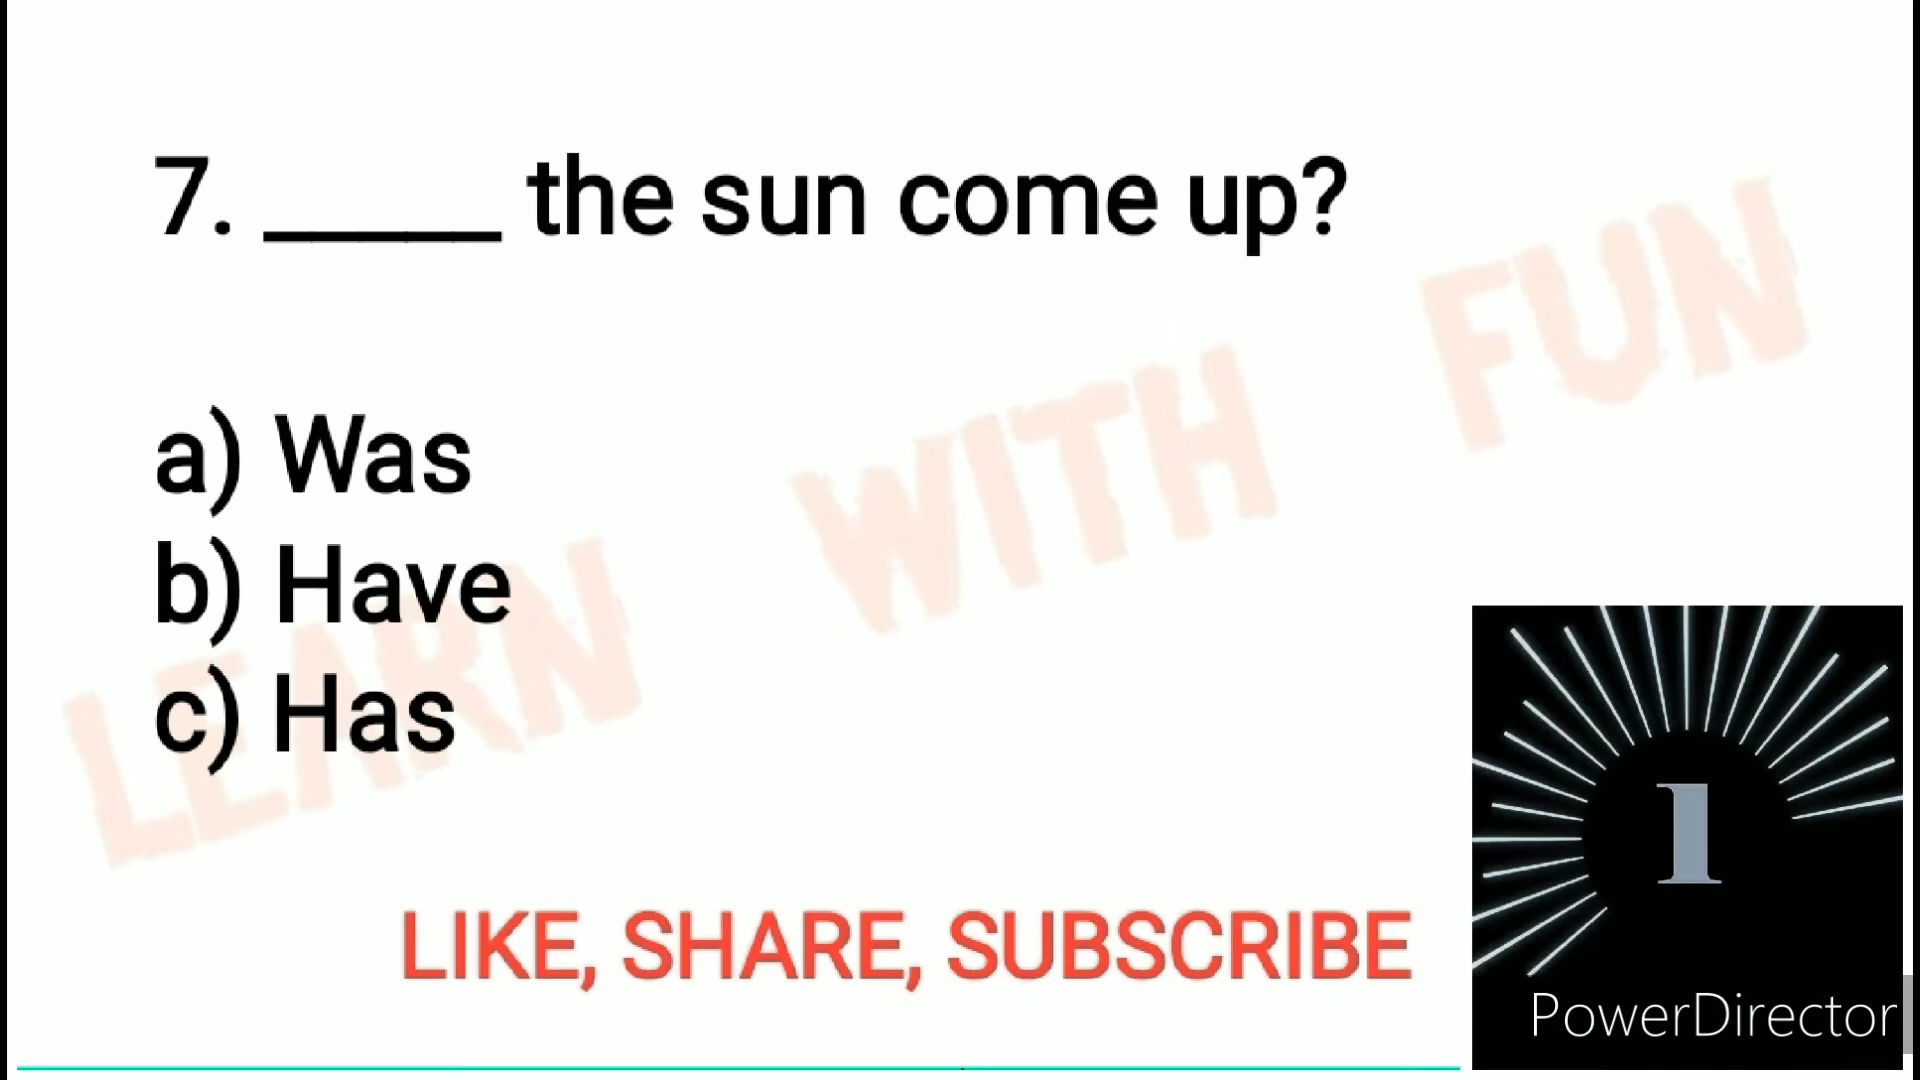 7. _____ the sun come up?
a) Was
b) Have
c) Has
LEARN WITH FUN
LIKE, SHARE, SUBSCRIBE
1
PowerDirector